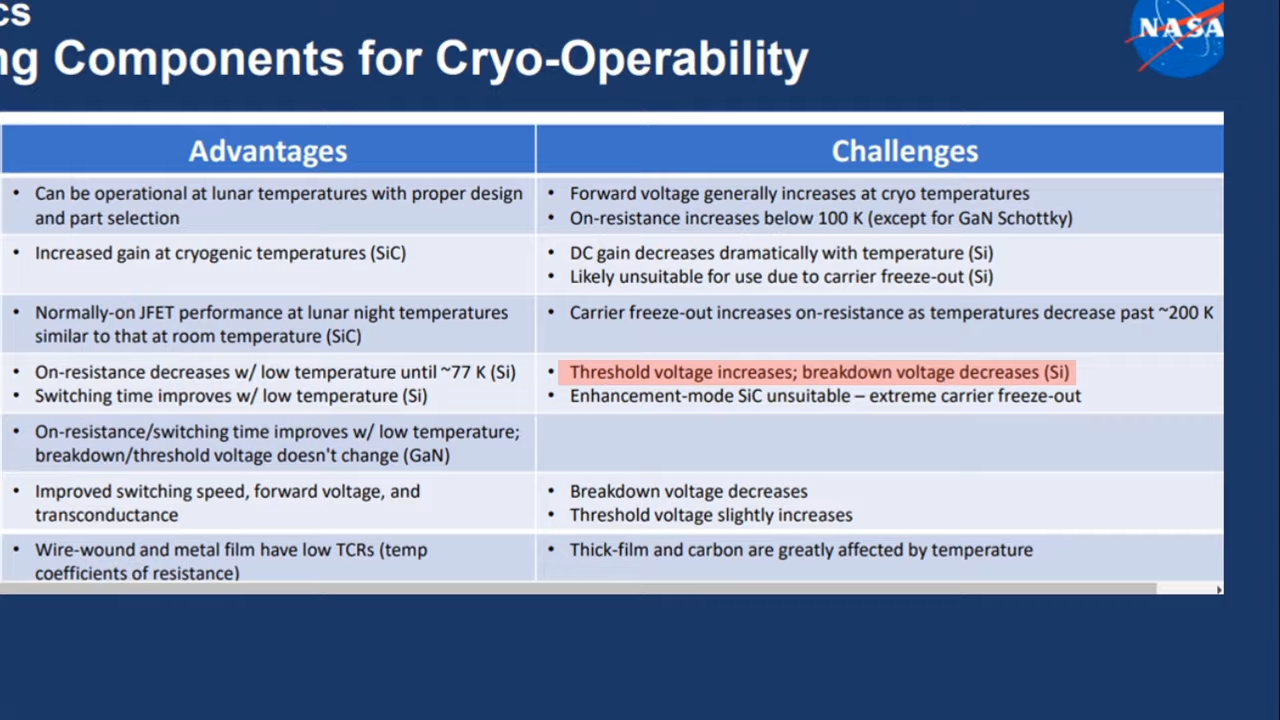 cs
ng Components for Cryo-Operability
NASA
Advantages
Challenges
• Can be operational at lunar temperatures with proper design
and part selection
• Forward voltage generally increases at cryo temperatures
• On-resistance increases below 100 K (except for GaN Schottky)
• Increased gain at cryogenic temperatures (SiC)
• DC gain decreases dramatically with temperature (Si)
• Likely unsuitable for use due to carrier freeze-out (Si)
• Normally-on JFET performance at lunar night temperatures
similar to that at room temperature (SiC)
• Carrier freeze-out increases on-resistance as temperatures decrease past ~200 K
• On-resistance decreases w/ low temperature until ~77 K (Si)
• Switching time improves w/ low temperature (Si)
• Threshold voltage increases; breakdown voltage decreases (Si)
• Enhancement-mode SiC unsuitable – extreme carrier freeze-out
• On-resistance/switching time improves w/ low temperature;
breakdown/threshold voltage doesn't change (GaN)
• Improved switching speed, forward voltage, and
transconductance
• Breakdown voltage decreases
• Threshold voltage slightly increases
• Wire-wound and metal film have low TCRs (temp
coefficients of resistance)
• Thick-film and carbon are greatly affected by temperature